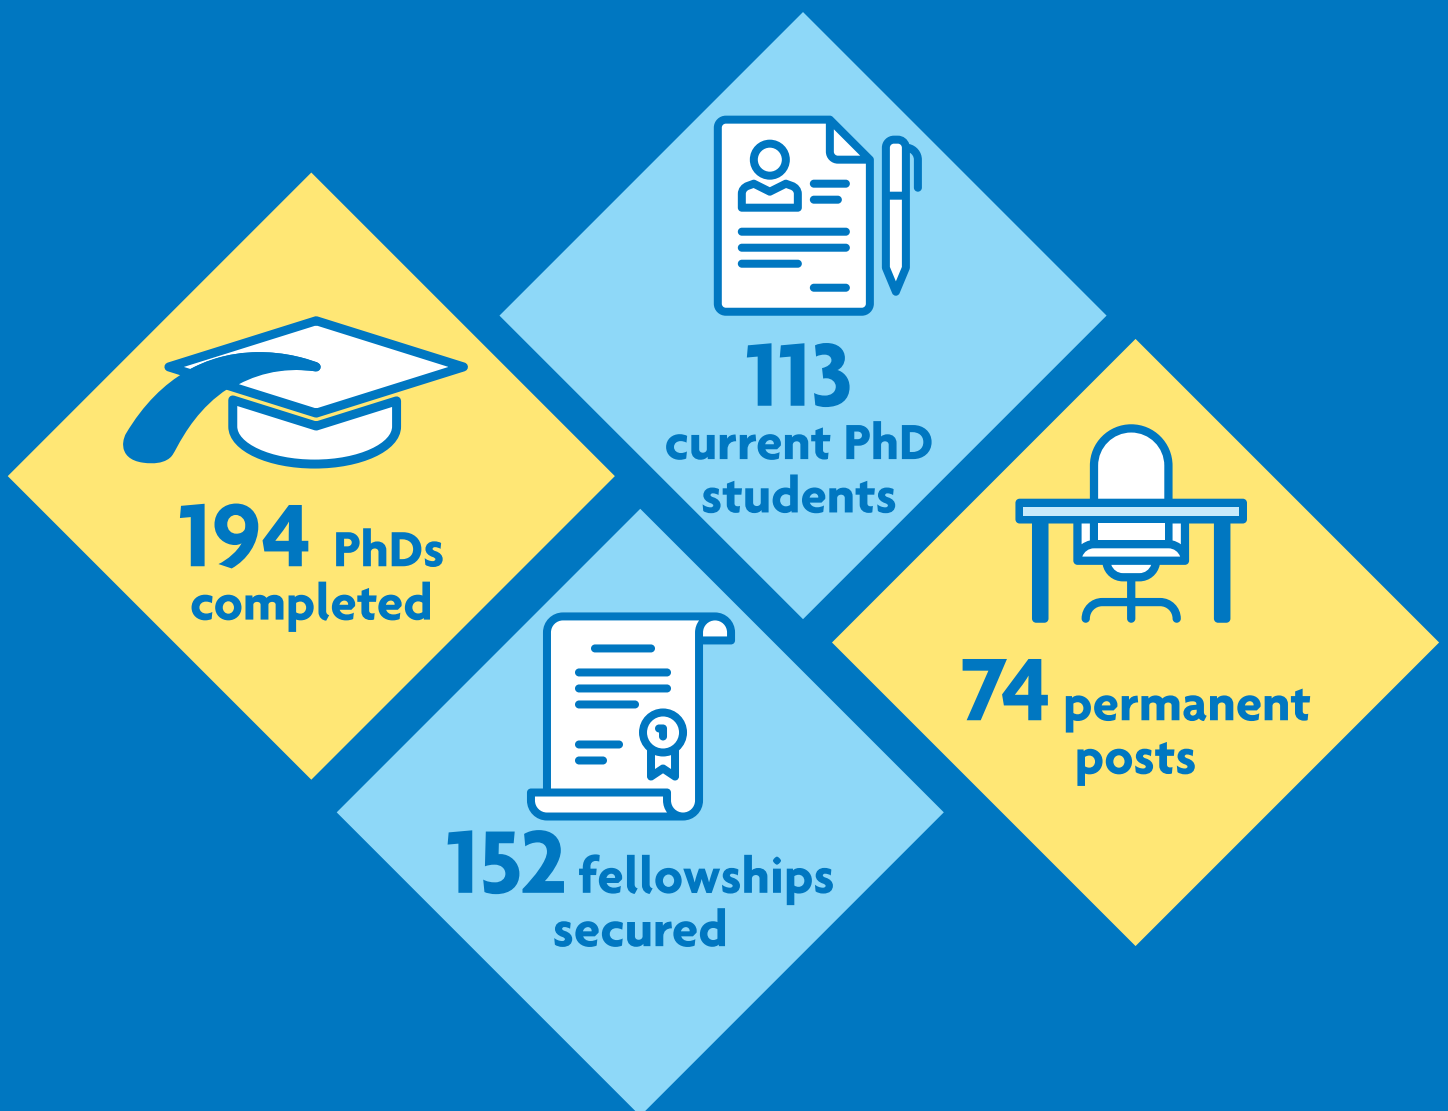 194 PhDs
completed
113
current PhD
students
152 fellowships
secured
74 permanent
posts